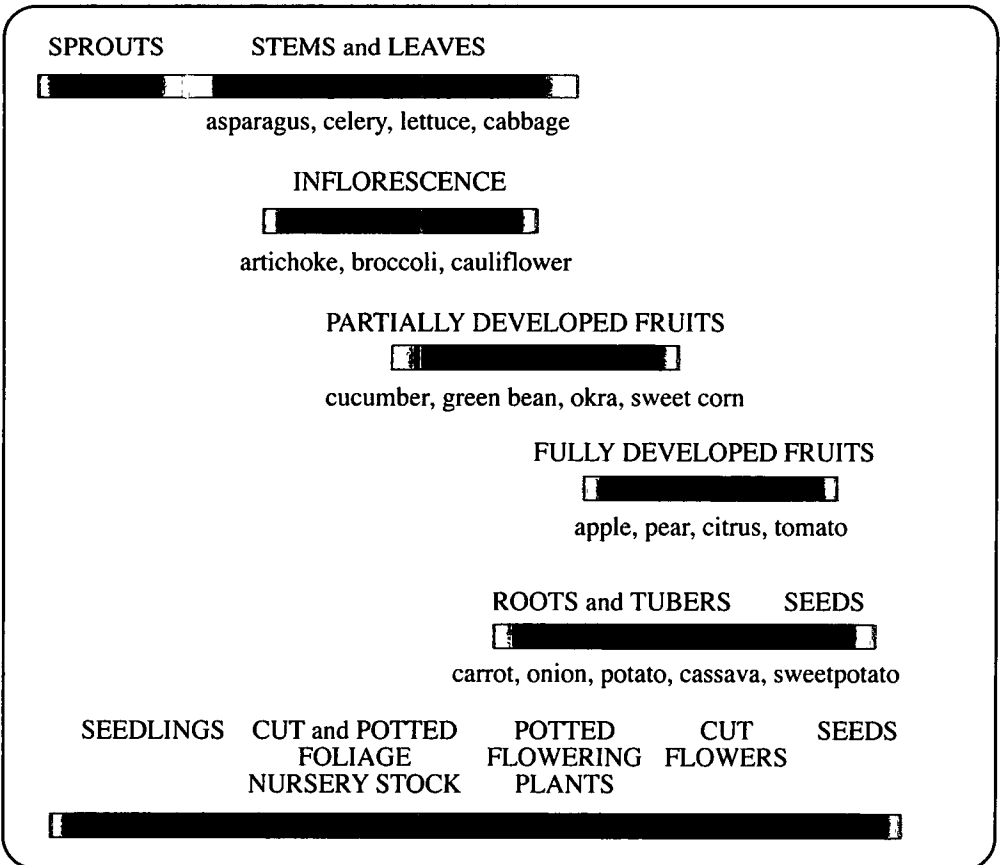 SPROUTS STEMS and LEAVES
asparagus, celery, lettuce, cabbage
INFLORESCENCE
artichoke, broccoli, cauliflower
PARTIALLY DEVELOPED FRUITS
cucumber, green bean, okra, sweet corn
FULLY DEVELOPED FRUITS
apple, pear, citrus, tomato
ROOTS and TUBERS SEEDS
carrot, onion, potato, cassava, sweetpotato
SEEDLINGS CUT and POTTED POTTED CUT SEEDS
FOLIAGE FLOWERING FLOWERS
NURSERY STOCK PLANTS